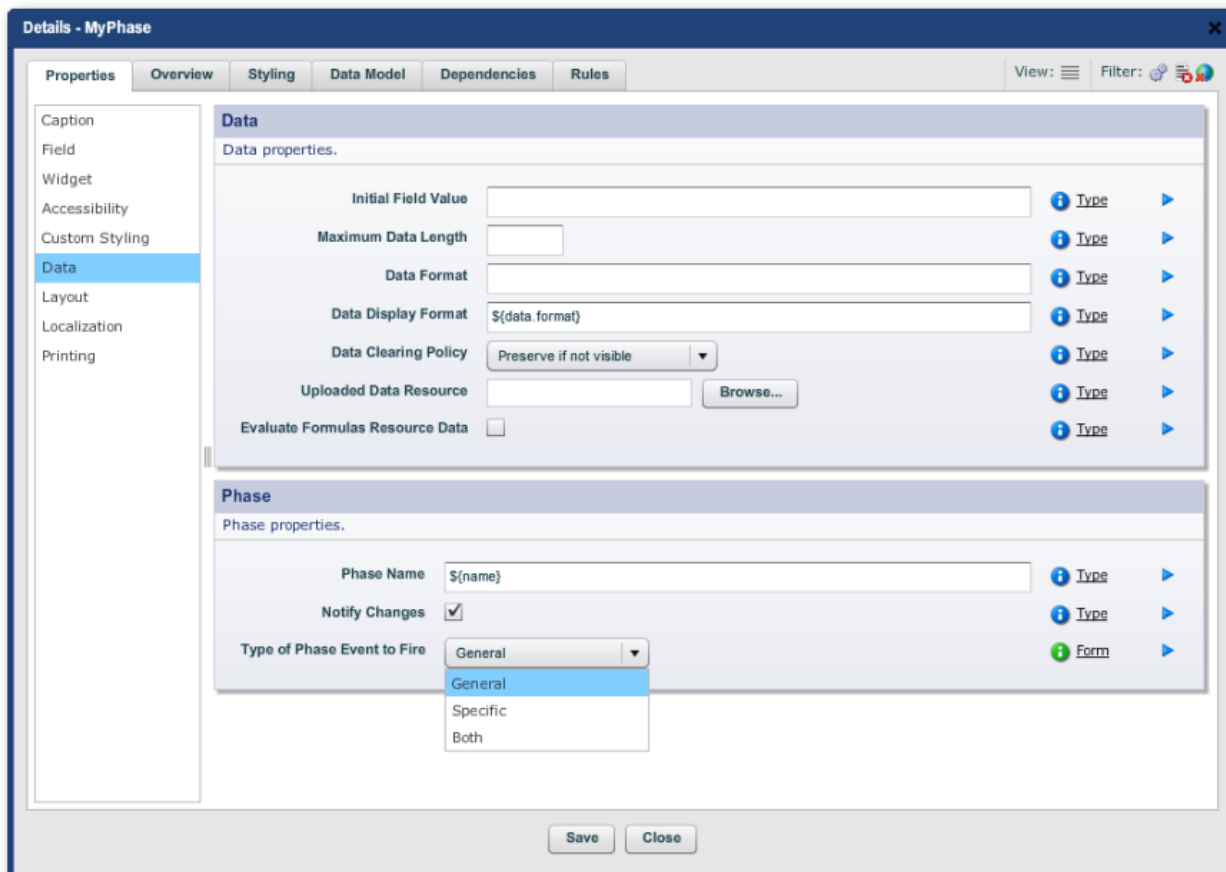 Details - MyPhase
Properties Overview Styling Data Model Dependencies Rules View: Filter:
Caption
Field
Widget
Accessibility
Custom Styling
Data
Layout
Localization
Printing
Data
Data properties.
Initial Field Value Type
Maximum Data Length Type
Data Format Type
Data Display Format ${data.format} Type
Data Clearing Policy Preserve if not visible Type
Uploaded Data Resource Browse... Type
Evaluate Formulas Resource Data Type
Phase
Phase properties.
Phase Name ${name} Type
Notify Changes Type
Type of Phase Event to Fire General Form
General
Specific
Both
Save Close